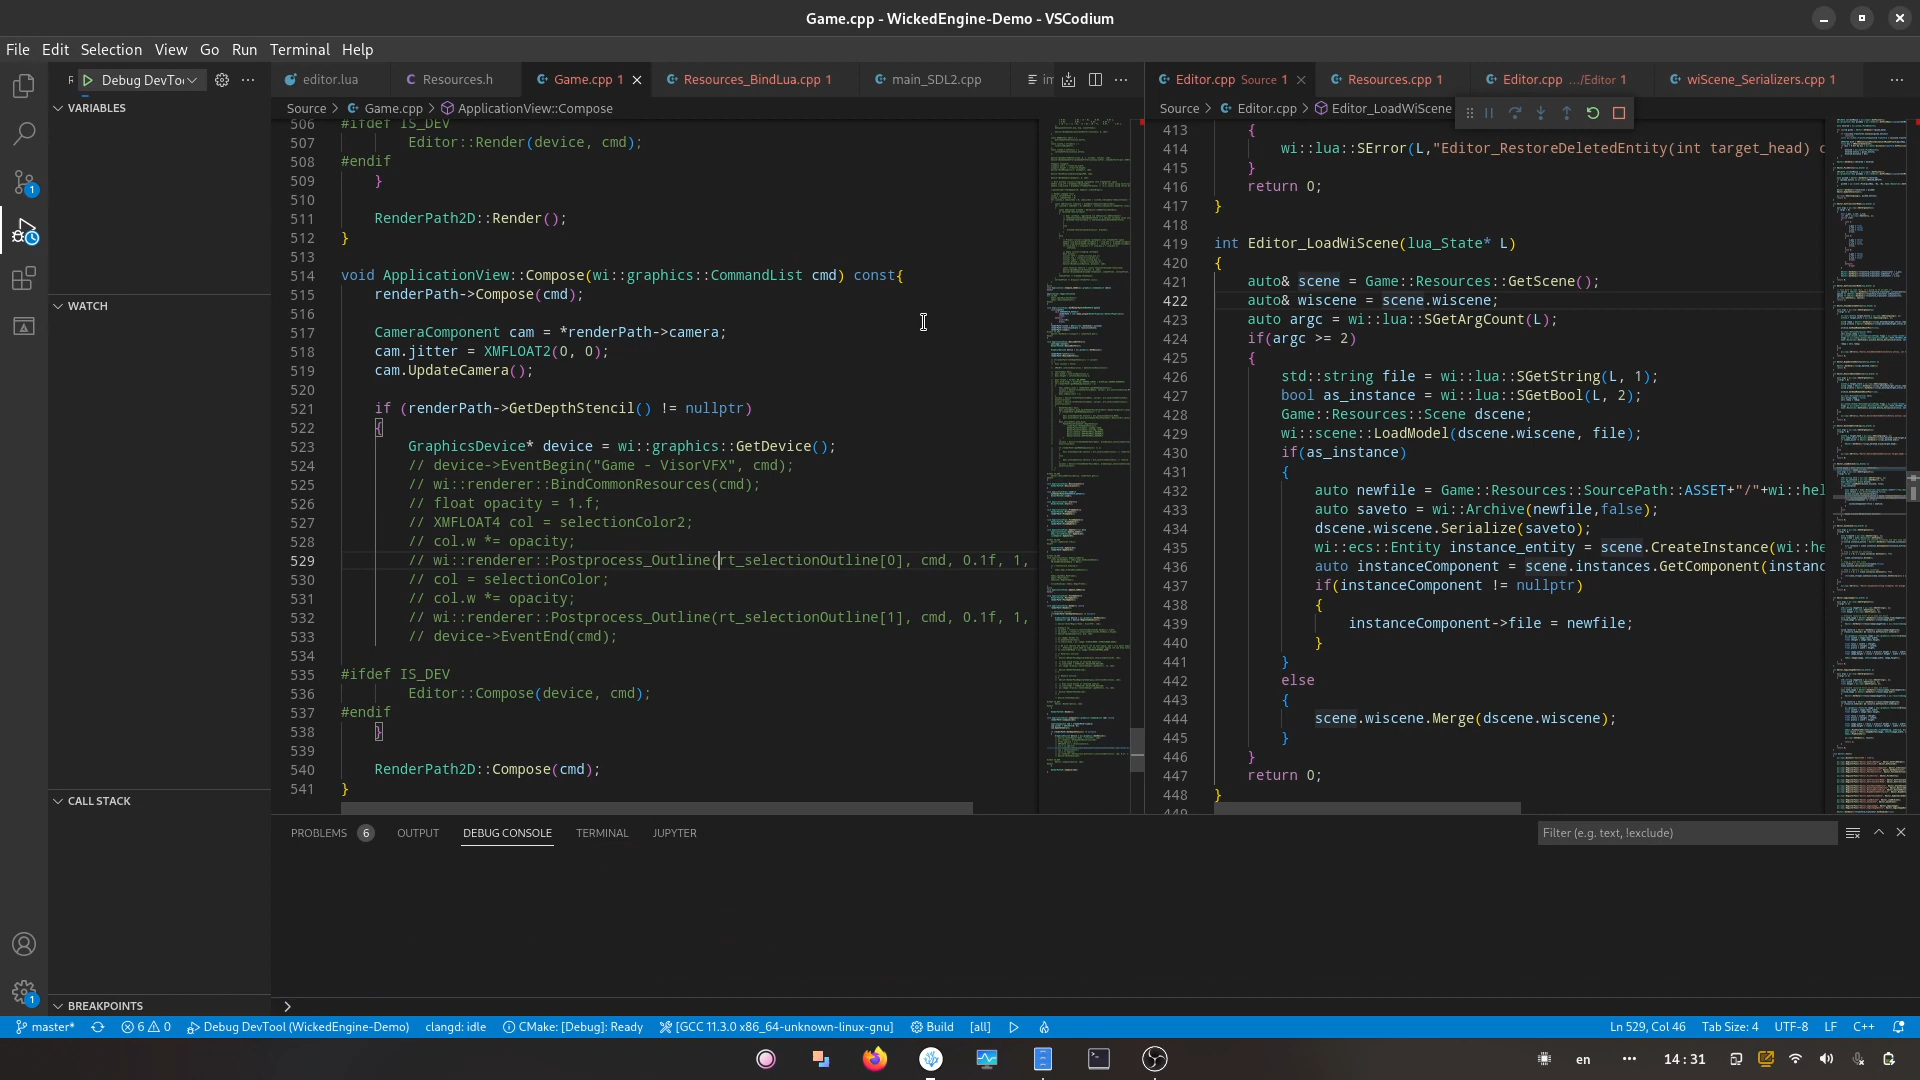 Game.cpp - WickedEngine-Demo - VSCodium
File Edit Selection View Go Run Terminal Help
Debug DevToo
editor.lua
Resources.h
Game.cpp 1
Resources_BindLua.cpp 1
main_SDL2.cpp
Editor.cpp Source 1
Resources.cpp 1
Editor.cpp .../Editor 1
wiScene_Serializers.cpp 1
VARIABLES
WATCH
CALL STACK
BREAKPOINTS
Source > Game.cpp > ApplicationView::Compose
506 #ifdef IS_DEV
507 Editor::Render(device, cmd);
508 #endif
509 }
510
511 RenderPath2D::Render();
512 }
513
514 void ApplicationView::Compose(wi::graphics::CommandList cmd) const{
515 renderPath->Compose(cmd);
516
517 CameraComponent cam = *renderPath->camera;
518 cam.jitter = XMFLOAT2(0, 0);
519 cam.UpdateCamera();
520
521 if (renderPath->GetDepthStencil() != nullptr)
522 {
523 GraphicsDevice* device = wi::graphics::GetDevice();
524 // device->EventBegin("Game - VisorVFX", cmd);
525 // wi::renderer::BindCommonResources(cmd);
526 // float opacity = 1.f;
527 // XMFLOAT4 col = selectionColor2;
528 // col.w *= opacity;
529 // wi::renderer::Postprocess_Outline(rt_selectionOutline[0], cmd, 0.1f, 1,
530 // col = selectionColor;
531 // col.w *= opacity;
532 // wi::renderer::Postprocess_Outline(rt_selectionOutline[1], cmd, 0.1f, 1,
533 // device->EventEnd(cmd);
534
535 #ifdef IS_DEV
536 Editor::Compose(device, cmd);
537 #endif
538 }
539
540 RenderPath2D::Compose(cmd);
541 }
Source > Editor.cpp > Editor_LoadWiScene
413 {
414 wi::lua::SError(L,"Editor_RestoreDeletedEntity(int target_head)
415 }
416 return 0;
417 }
418
419 int Editor_LoadWiScene(lua_State* L)
420 {
421 auto& scene = Game::Resources::GetScene();
422 auto& wiscene = scene.wiscene;
423 auto argc = wi::lua::SGetArgCount(L);
424 if(argc >= 2)
425 {
426 std::string file = wi::lua::SGetString(L, 1);
427 bool as_instance = wi::lua::SGetBool(L, 2);
428 Game::Resources::Scene dscene;
429 wi::scene::LoadModel(dscene.wiscene, file);
430 if(as_instance)
431 {
432 auto newfile = Game::Resources::SourcePath::ASSET+"/"+wi::hel
433 auto saveto = wi::Archive(newfile,false);
434 dscene.wiscene.Serialize(saveto);
435 wi::ecs::Entity instance_entity = scene.CreateInstance(wi::he
436 auto instanceComponent = scene.instances.GetComponent(instanc
437 if(instanceComponent != nullptr)
438 {
439 instanceComponent->file = newfile;
440 }
441 }
442 else
443 {
444 scene.wiscene.Merge(dscene.wiscene);
445 }
446 }
447 return 0;
448 }
449
PROBLEMS 6 OUTPUT DEBUG CONSOLE TERMINAL JUPYTER
Filter (e.g. text, !exclude)
master* 6 0 Debug DevTool (WickedEngine-Demo) clangd: idle CMake: [Debug]: Ready [GCC 11.3.0 x86_64-unknown-linux-gnu] Build [all]
Ln 529, Col 46 Tab Size: 4 UTF-8 LF C++
en 14:31